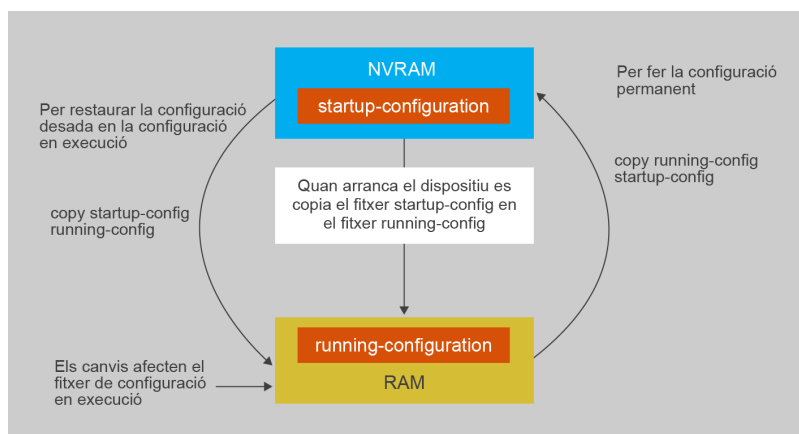 NVRAM
startup-configuration
Per fer la configuració
permanent
Per restaurar la configuració
desada en la configuració
en execució
copy running-config
startup-config
Quan arranca el dispositiu es
copia el fitxer startup-config en
el fitxer running-config
copy startup-config
running-config
running-configuration
RAM
Els canvis afecten el
fitxer de configuració
en execució